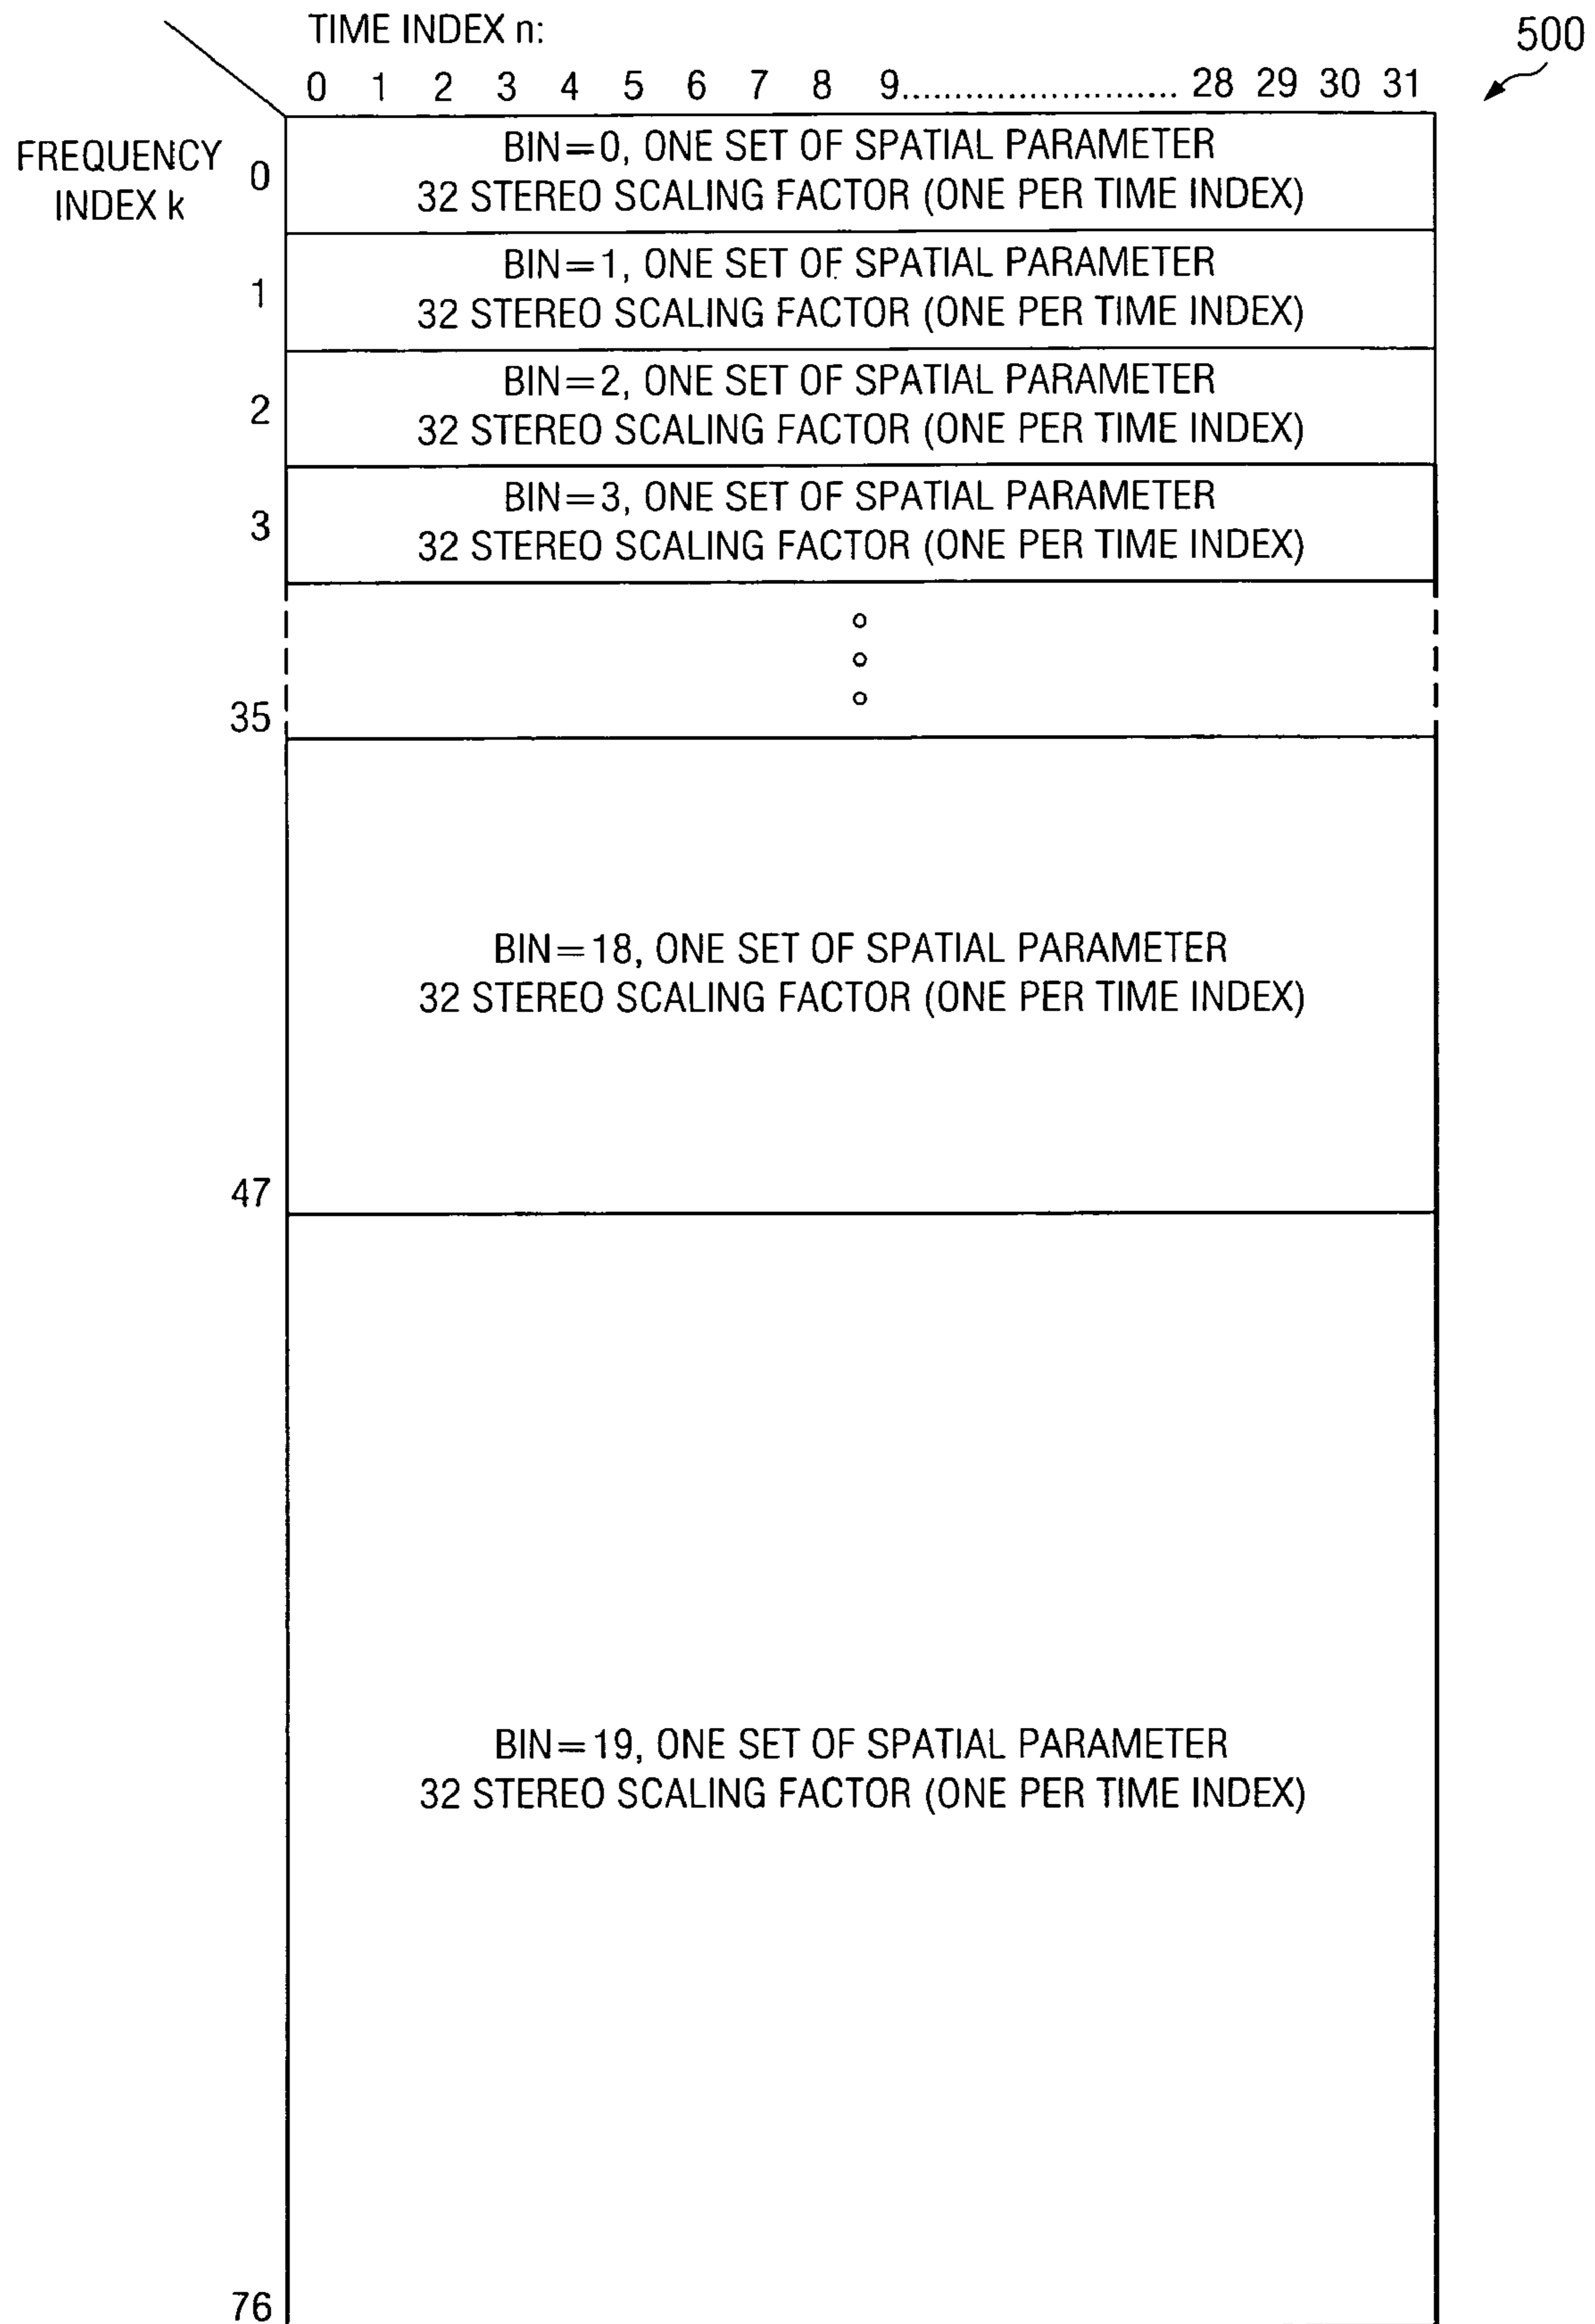 TIME INDEX n:
500
0 1 2 3 4 5 6 7 8 9........................... 28 29 30 31
FREQUENCY
INDEX k
0
BIN=0, ONE SET OF SPATIAL PARAMETER
32 STEREO SCALING FACTOR (ONE PER TIME INDEX)
1
BIN=1, ONE SET OF SPATIAL PARAMETER
32 STEREO SCALING FACTOR (ONE PER TIME INDEX)
2
BIN=2, ONE SET OF SPATIAL PARAMETER
32 STEREO SCALING FACTOR (ONE PER TIME INDEX)
3
BIN=3, ONE SET OF SPATIAL PARAMETER
32 STEREO SCALING FACTOR (ONE PER TIME INDEX)
35
BIN=18, ONE SET OF SPATIAL PARAMETER
32 STEREO SCALING FACTOR (ONE PER TIME INDEX)
47
BIN=19, ONE SET OF SPATIAL PARAMETER
32 STEREO SCALING FACTOR (ONE PER TIME INDEX)
76